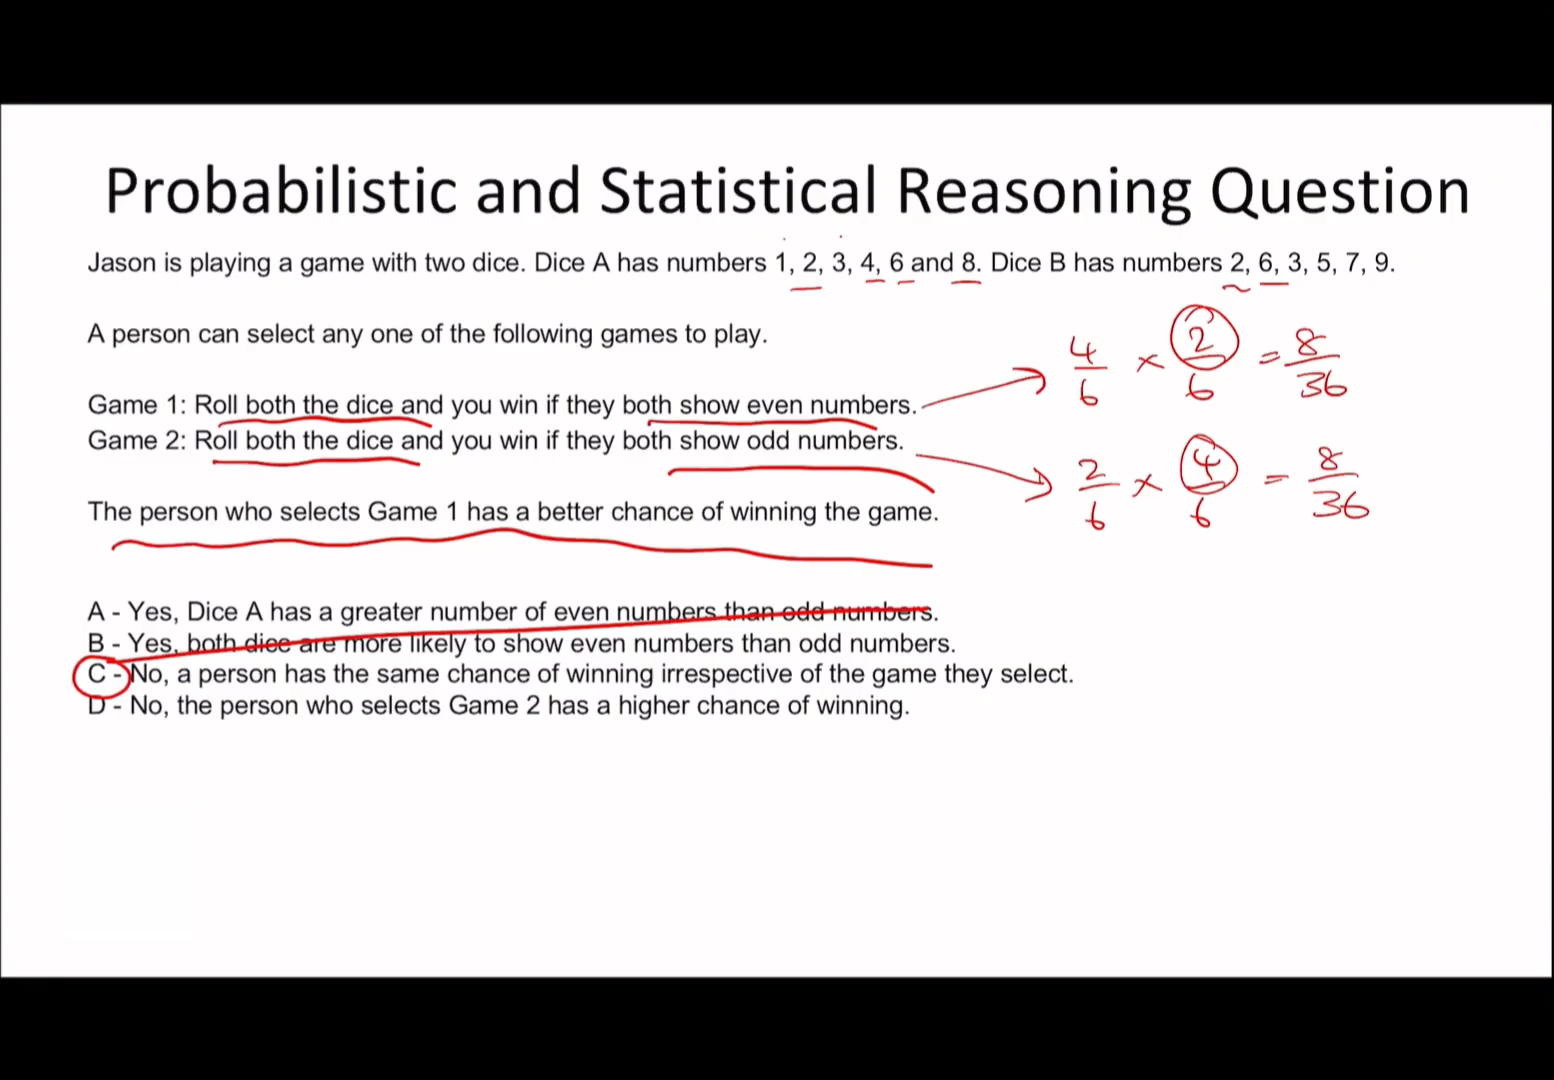 Probabilistic and Statistical Reasoning Question
Jason is playing a game with two dice. Dice A has numbers 1, 2, 3, 4, 6 and 8. Dice B has numbers 2, 6, 3, 5, 7, 9.
A person can select any one of the following games to play.
4/6 × 2/6 = 8/36
Game 1: Roll both the dice and you win if they both show even numbers.
Game 2: Roll both the dice and you win if they both show odd numbers.
2/6 × 4/6 = 8/36
The person who selects Game 1 has a better chance of winning the game.
A - Yes, Dice A has a greater number of even numbers than odd numbers.
B - Yes, both dice are more likely to show even numbers than odd numbers.
C - No, a person has the same chance of winning irrespective of the game they select.
D - No, the person who selects Game 2 has a higher chance of winning.